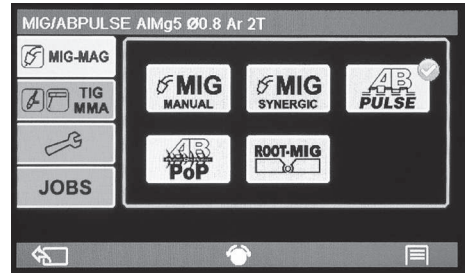 MIG/ABPULSE AlMg5 Ø0.8 Ar 2T
MIG-MAG
TIG
MMA
JOBS
MIG
MANUAL
MIG
SYNERGIC
AB
PULSE
AB
PoP
ROOT-MIG